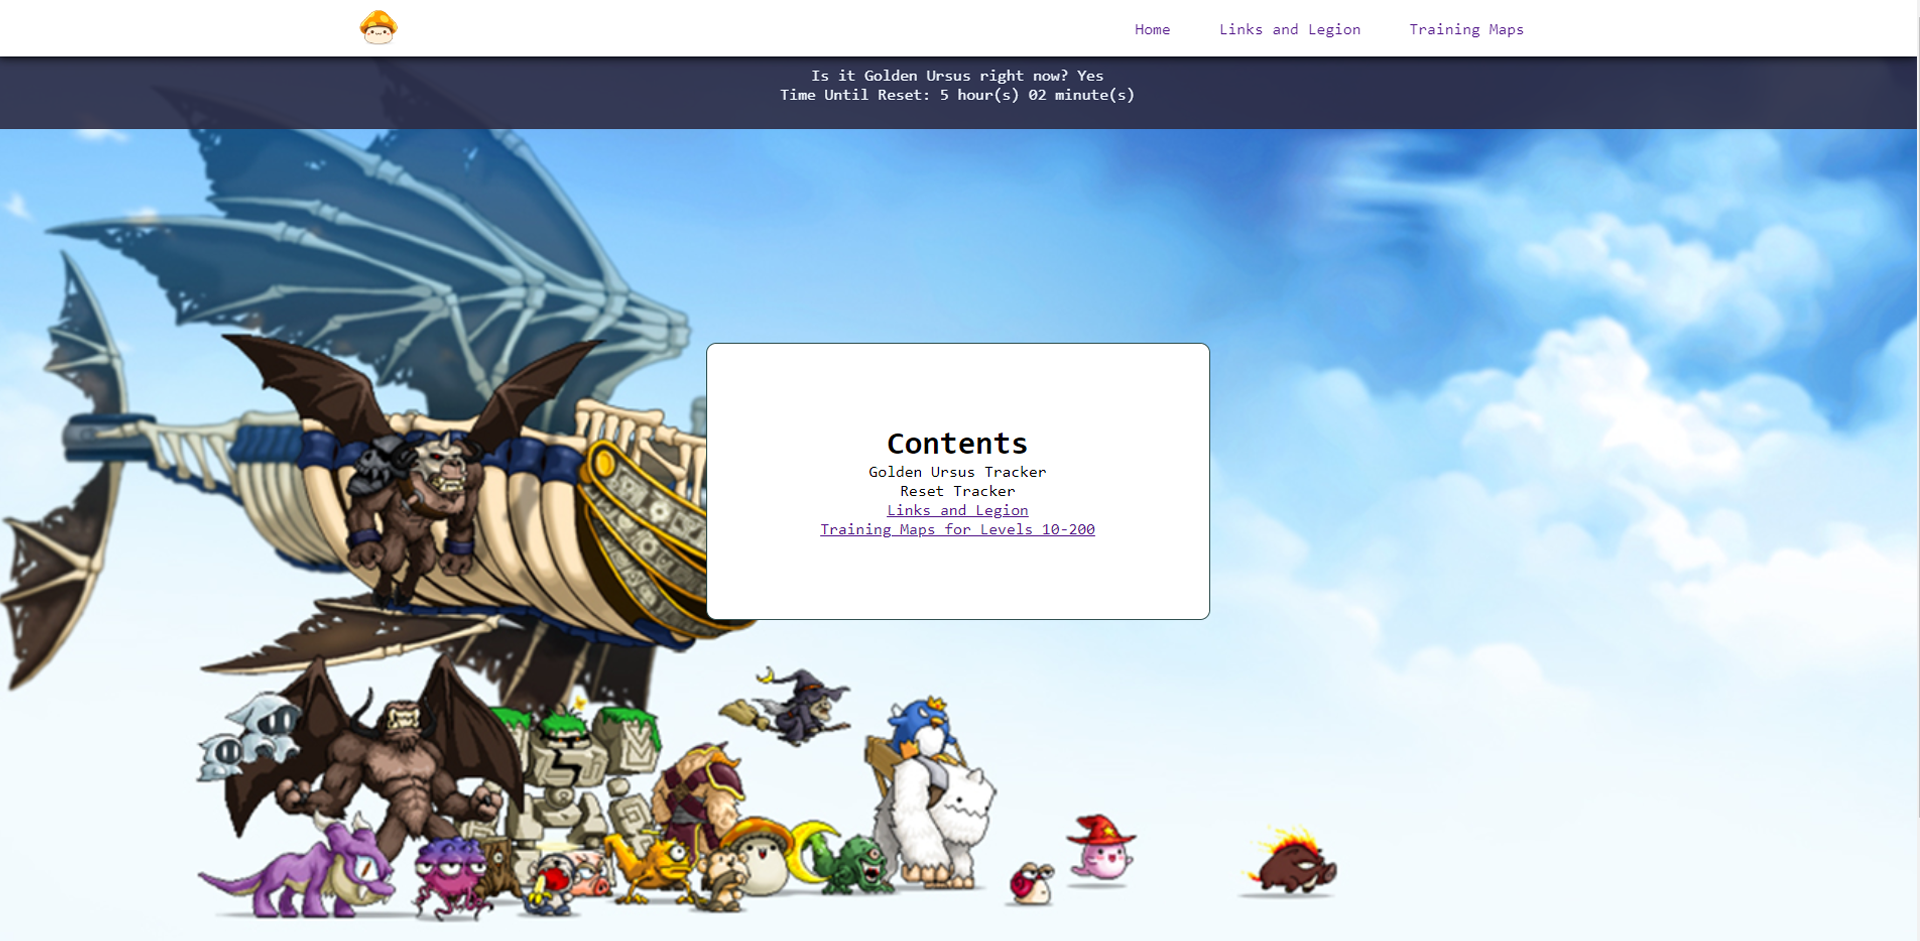 Home
Links and Legion
Training Maps
Is it Golden Ursus right now? Yes
Time Until Reset: 5 hour(s) 02 minute(s)
Contents
Golden Ursus Tracker
Reset Tracker
Links and Legion
Training Maps for Levels 10-200